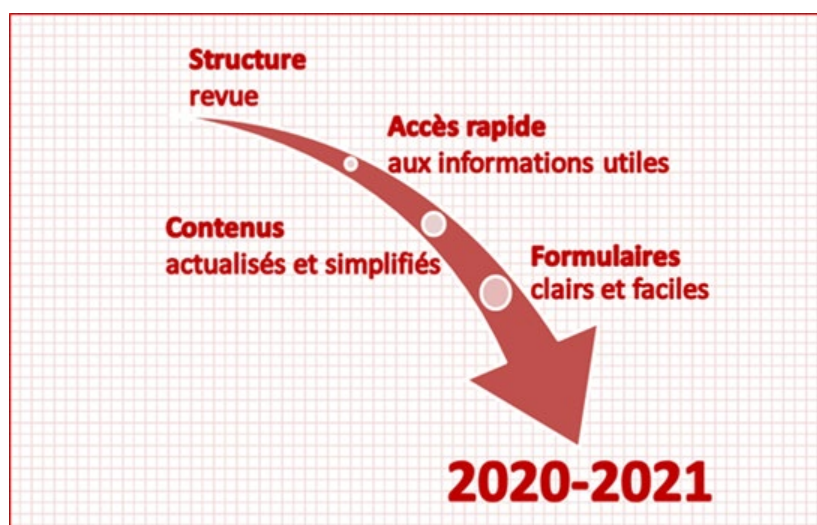 Structure
revue
Accès rapide
aux informations utiles
Contenus
actualisés et simplifiés
Formulaires
clairs et faciles
2020-2021